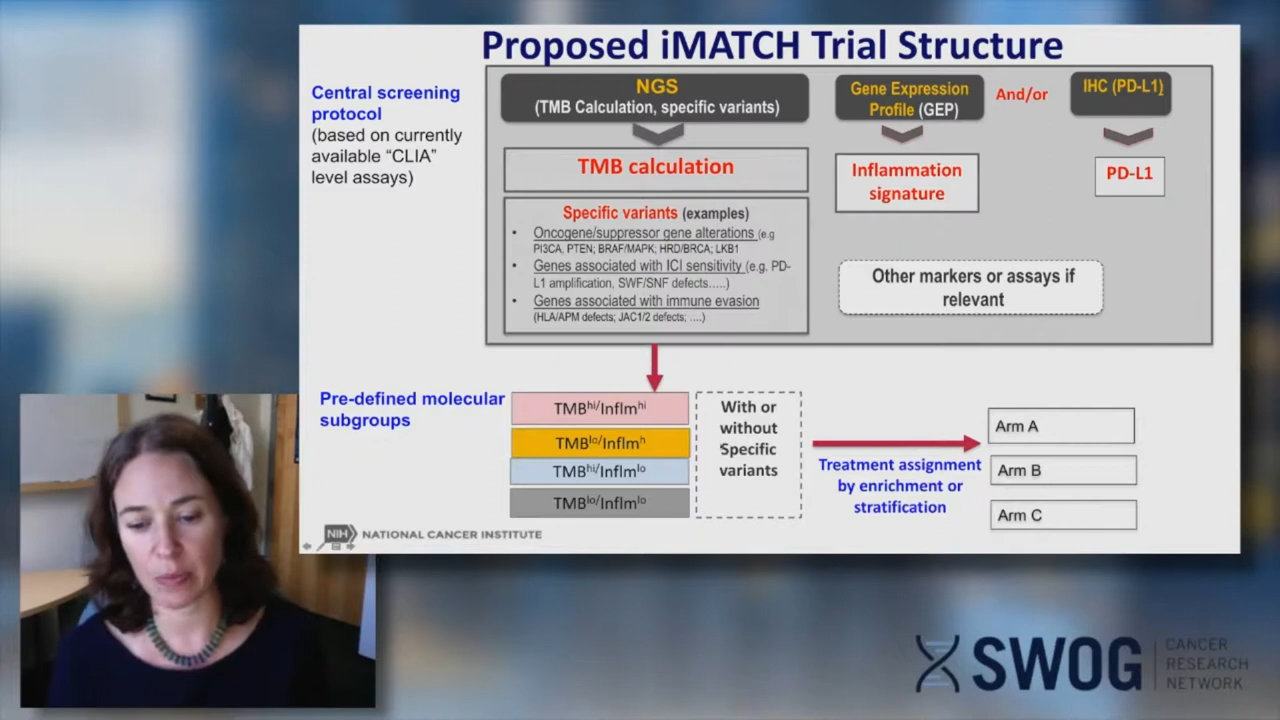 Proposed iMATCH Trial Structure
Central screening
protocol
(based on currently
available “CLIA”
level assays)
NGS
(TMB Calculation, specific variants)
Gene Expression
Profile (GEP)
And/or
IHC (PD-L1)
TMB calculation
Inflammation
signature
PD-L1
Specific variants (examples)
• Oncogene/suppressor gene alterations (e.g
PI3CA, PTEN; BRAF/MAPK; HRD/BRCA; LKB1
• Genes associated with ICI sensitivity (e.g. PD-
L1 amplification, SWF/SNF defects…..)
• Genes associated with immune evasion
(HLA/APM defects; JAC1/2 defects; ….)
Other markers or assays if
relevant
Pre-defined molecular
subgroups
TMBhi/Inflmhi
TMBlo/Inflmh
TMBhi/Inflmlo
TMBlo/Inflmlo
With or
without
Specific
variants
Treatment assignment
by enrichment or
stratification
Arm A
Arm B
Arm C
NIH NATIONAL CANCER INSTITUTE
SWOG
CANCER
RESEARCH
NETWORK